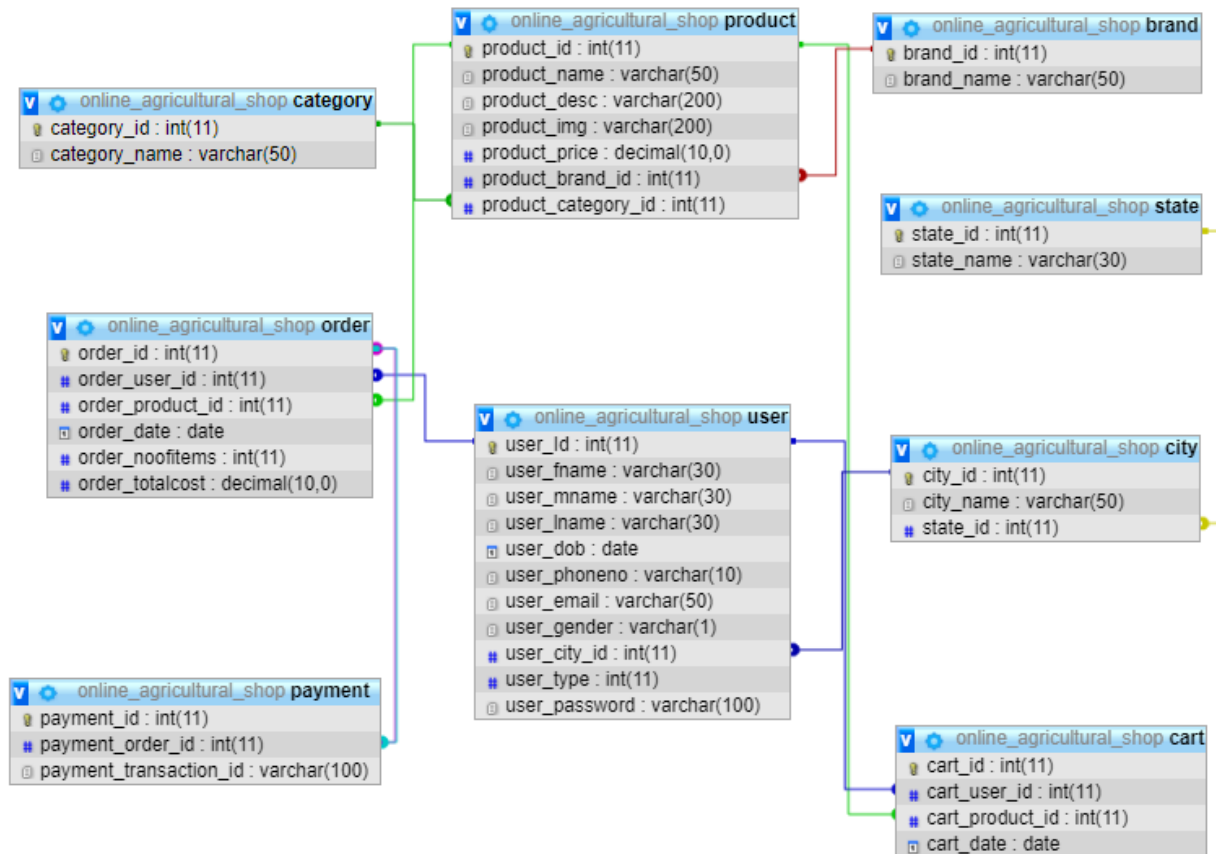 online_agricultural_shop product
product_id : int(11)
product_name : varchar(50)
product_desc : varchar(200)
product_img : varchar(200)
product_price : decimal(10,0)
product_brand_id : int(11)
product_category_id : int(11)
online_agricultural_shop brand
brand_id : int(11)
brand_name : varchar(50)
online_agricultural_shop category
category_id : int(11)
category_name : varchar(50)
online_agricultural_shop state
state_id : int(11)
state_name : varchar(30)
online_agricultural_shop order
order_id : int(11)
order_user_id : int(11)
order_product_id : int(11)
order_date : date
order_noofitems : int(11)
order_totalcost : decimal(10,0)
online_agricultural_shop user
user_Id : int(11)
user_fname : varchar(30)
user_mname : varchar(30)
user_lname : varchar(30)
user_dob : date
user_phoneno : varchar(10)
user_email : varchar(50)
user_gender : varchar(1)
user_city_id : int(11)
user_type : int(11)
user_password : varchar(100)
online_agricultural_shop city
city_id : int(11)
city_name : varchar(50)
state_id : int(11)
online_agricultural_shop payment
payment_id : int(11)
payment_order_id : int(11)
payment_transaction_id : varchar(100)
online_agricultural_shop cart
cart_id : int(11)
cart_user_id : int(11)
cart_product_id : int(11)
cart_date : date